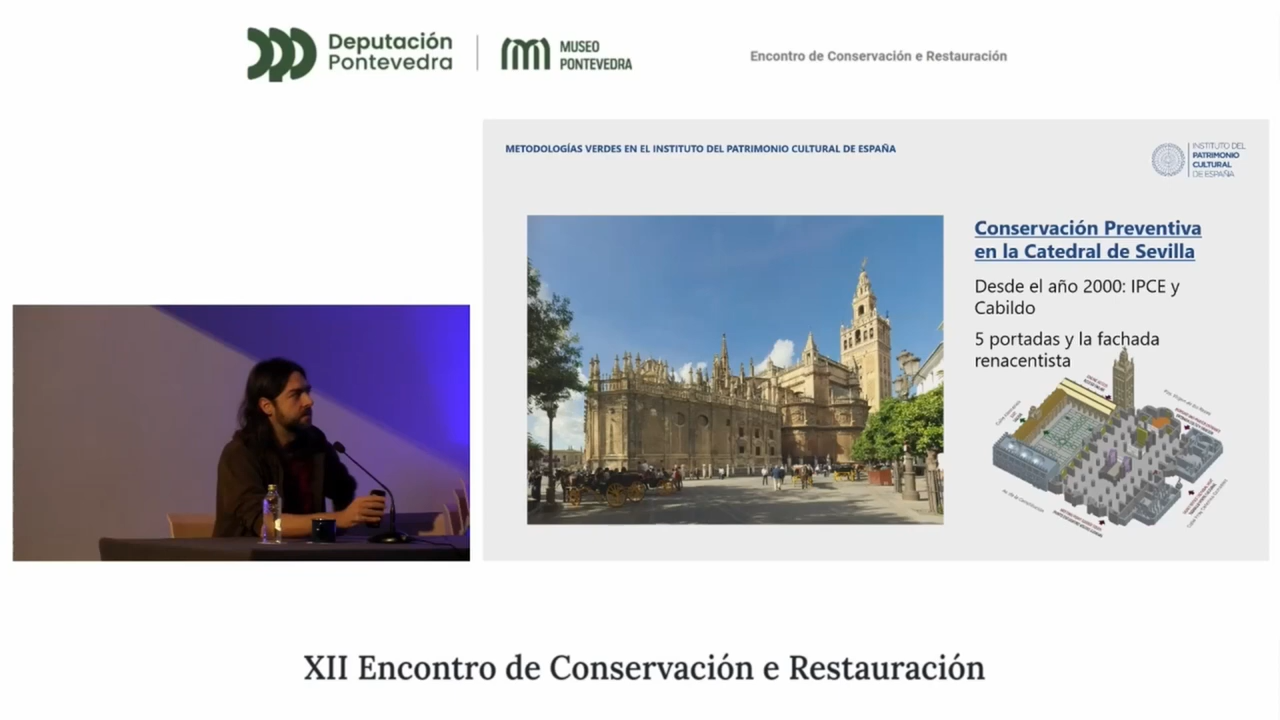 Deputación
Pontevedra
MUSEO
PONTEVEDRA
Encontro de Conservación e Restauración
METODOLOGÍAS VERDES EN EL INSTITUTO DEL PATRIMONIO CULTURAL DE ESPAÑA
INSTITUTO DEL
PATRIMONIO
CULTURAL
DE ESPAÑA
Conservación Preventiva
en la Catedral de Sevilla
Desde el año 2000: IPCE y
Cabildo
5 portadas y la fachada
renacentista
XII Encontro de Conservación e Restauración